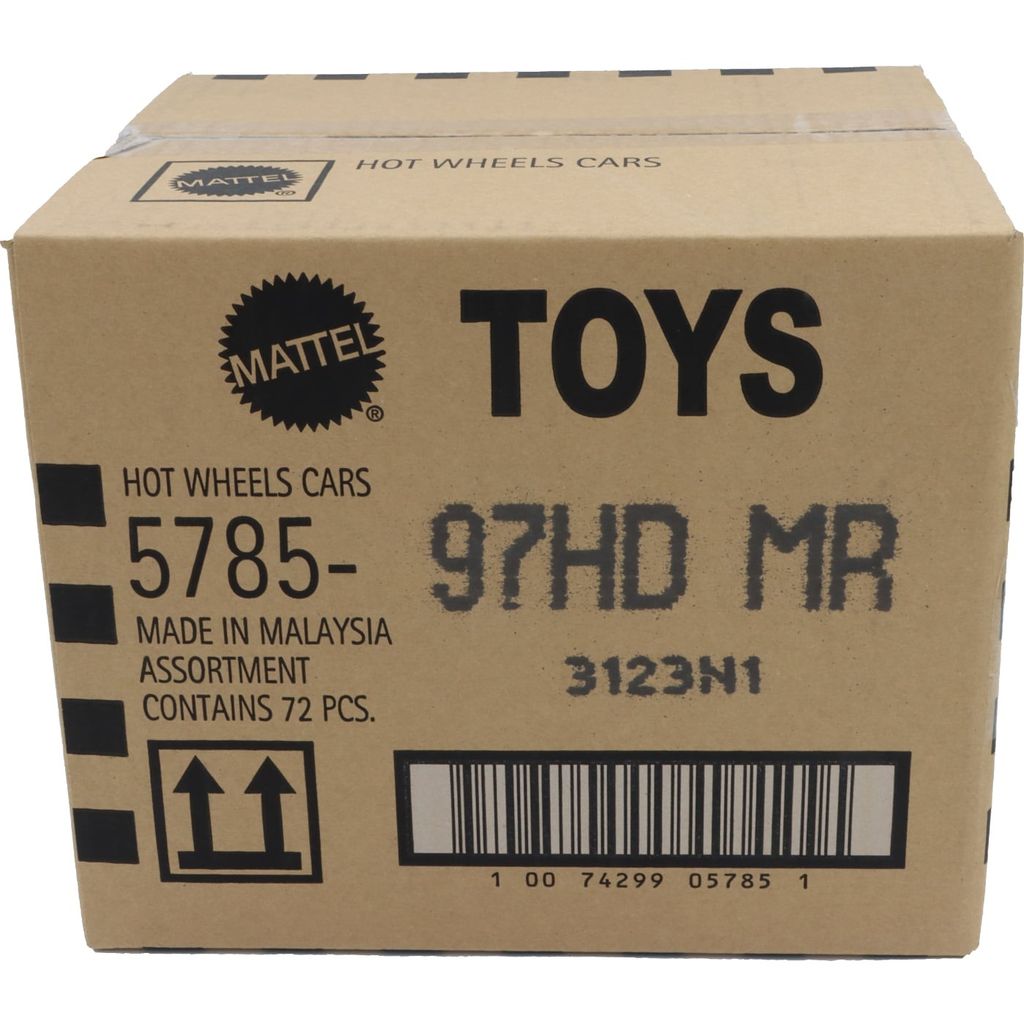 MATTEL®
HOT WHEELS CARS
MATTEL®
TOYS
HOT WHEELS CARS
5785-
97HD MR
MADE IN MALAYSIA
ASSORTMENT
CONTAINS 72 PCS.
3123N1
1 00 74299 05785 1